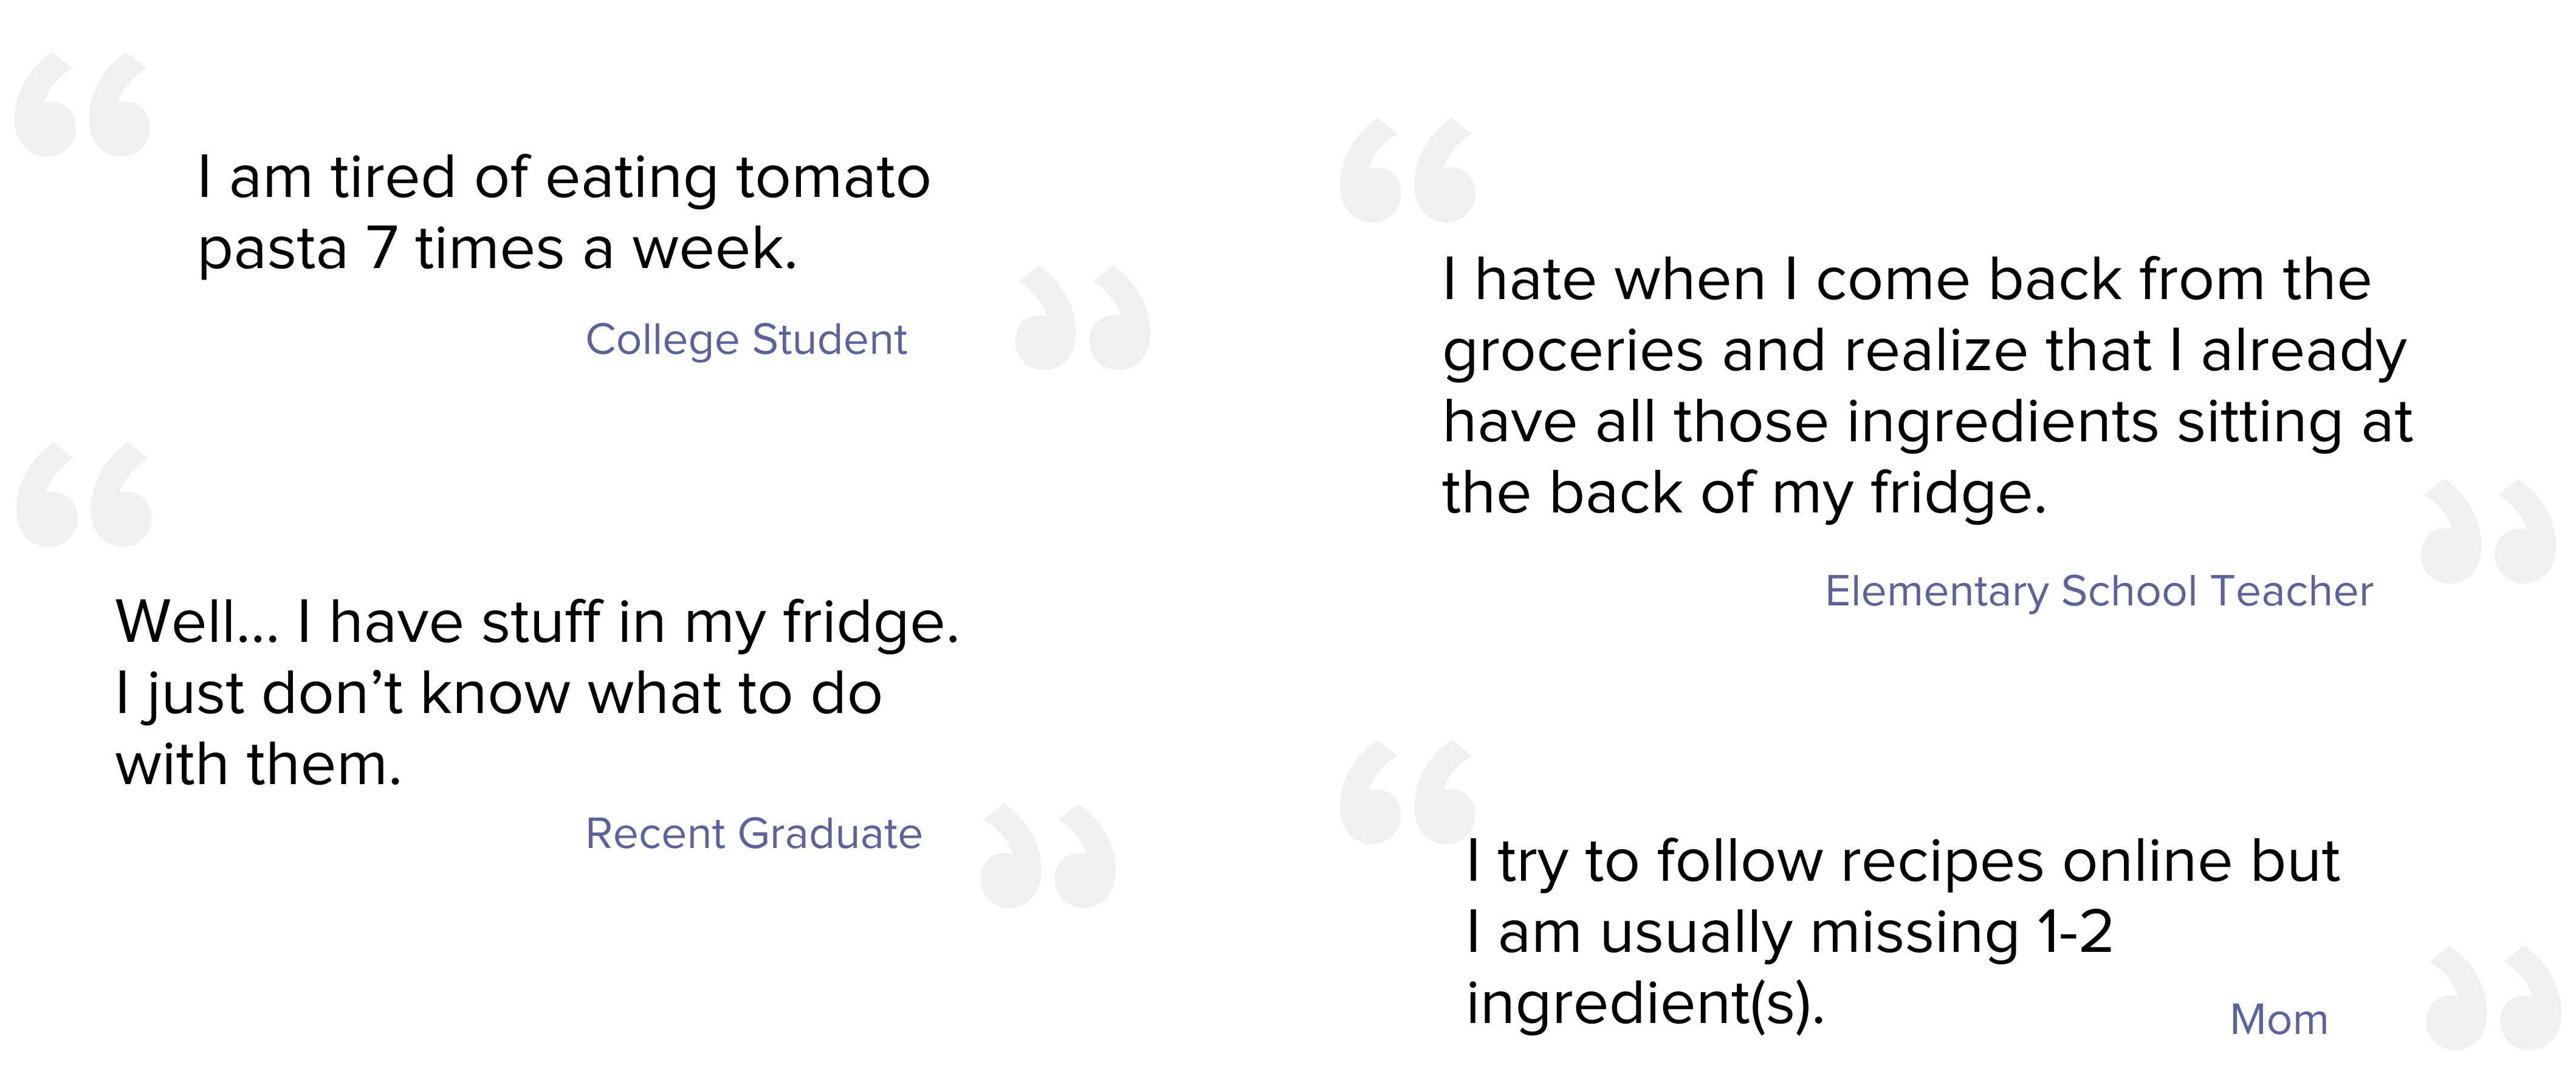 I am tired of eating tomato
pasta 7 times a week.
College Student
Well... I have stuff in my fridge.
I just don’t know what to do
with them.
Recent Graduate
I hate when I come back from the
groceries and realize that I already
have all those ingredients sitting at
the back of my fridge.
Elementary School Teacher
I try to follow recipes online but
I am usually missing 1-2
ingredient(s).
Mom